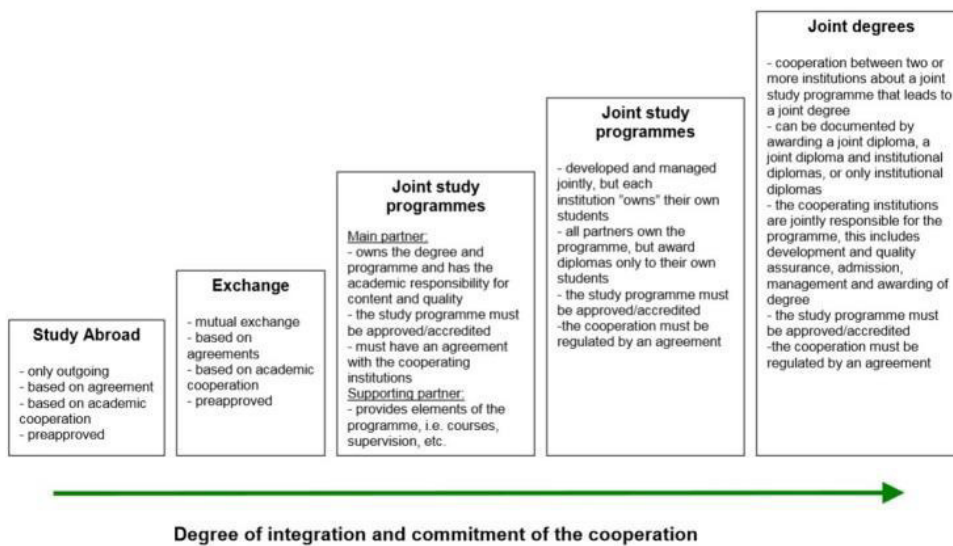 Study Abroad
- only outgoing
- based on agreement
- based on academic
cooperation
- preapproved
Exchange
- mutual exchange
- based on
agreements
- based on academic
cooperation
- preapproved
Joint study
programmes
Main partner:
- owns the degree and
programme and has the
academic responsibility for
content and quality
- the study programme must
be approved/accredited
- must have an agreement
with the cooperating
institutions
Supporting partner:
- provides elements of the
programme, i.e. courses,
supervision, etc.
Joint study
programmes
- developed and managed
jointly, but each
institution "owns" their own
students
- all partners own the
programme, but award
diplomas only to their own
students
- the study programme must
be approved/accredited
-the cooperation must be
regulated by an agreement
Joint degrees
- cooperation between two or
more institutions about a joint
study programme that leads to
a joint degree
- can be documented by
awarding a joint diploma, a
joint diploma and institutional
diplomas, or only institutional
diplomas
- the cooperating institutions
are jointly responsible for the
programme, this includes
development and quality
assurance, admission,
management and awarding of
degree
- the study programme must
be approved/accredited
-the cooperation must be
regulated by an agreement
Degree of integration and commitment of the cooperation